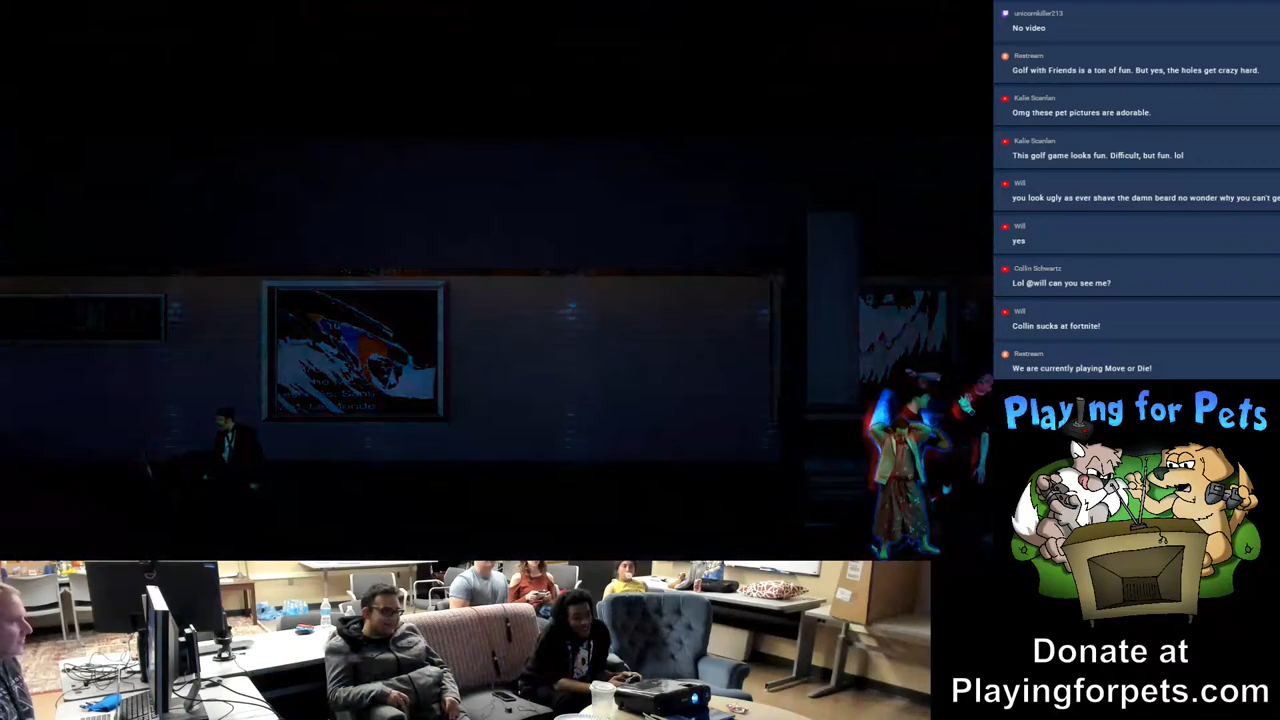 unicornkiller213
No video
Restream
Golf with Friends is a ton of fun. But yes, the holes get crazy hard.
Kalie Scanlan
Omg these pet pictures are adorable.
Kalie Scanlan
This golf game looks fun. Difficult, but fun. lol
Will
you look ugly as ever shave the damn beard no wonder why you can't ge
Will
yes
Collin Schwartz
Lol @will can you see me?
Will
Collin sucks at fortnite!
Restream
We are currently playing Move or Die!
Playing for Pets
Donate at
Playingforpets.com